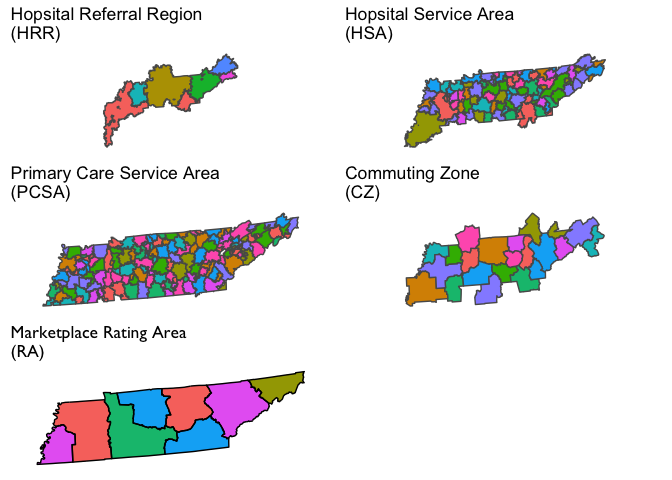 Hopsital Referral Region
(HRR)
Hopsital Service Area
(HSA)
Primary Care Service Area
(PCSA)
Commuting Zone
(CZ)
Marketplace Rating Area
(RA)